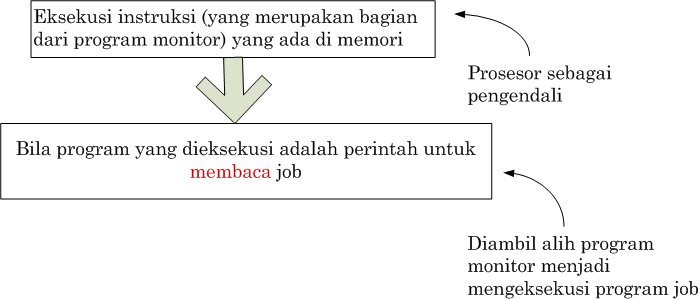 Eksekusi instruksi (yang merupakan bagian
dari program monitor) yang ada di memori
Prosesor sebagai
pengendali
Bila program yang dieksekusi adalah perintah untuk
membaca job
Diambil alih program
monitor menjadi
mengeksekusi program job